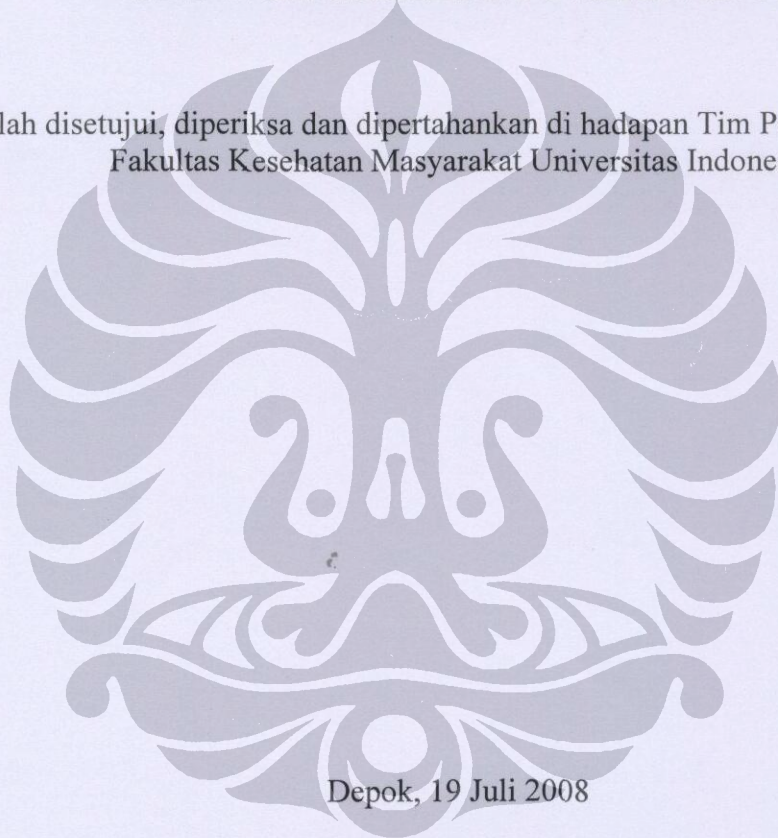 lah disetujui, diperiksa dan dipertahankan di hadapan Tim P
Fakultas Kesehatan Masyarakat Universitas Indone
Depok, 19 Juli 2008